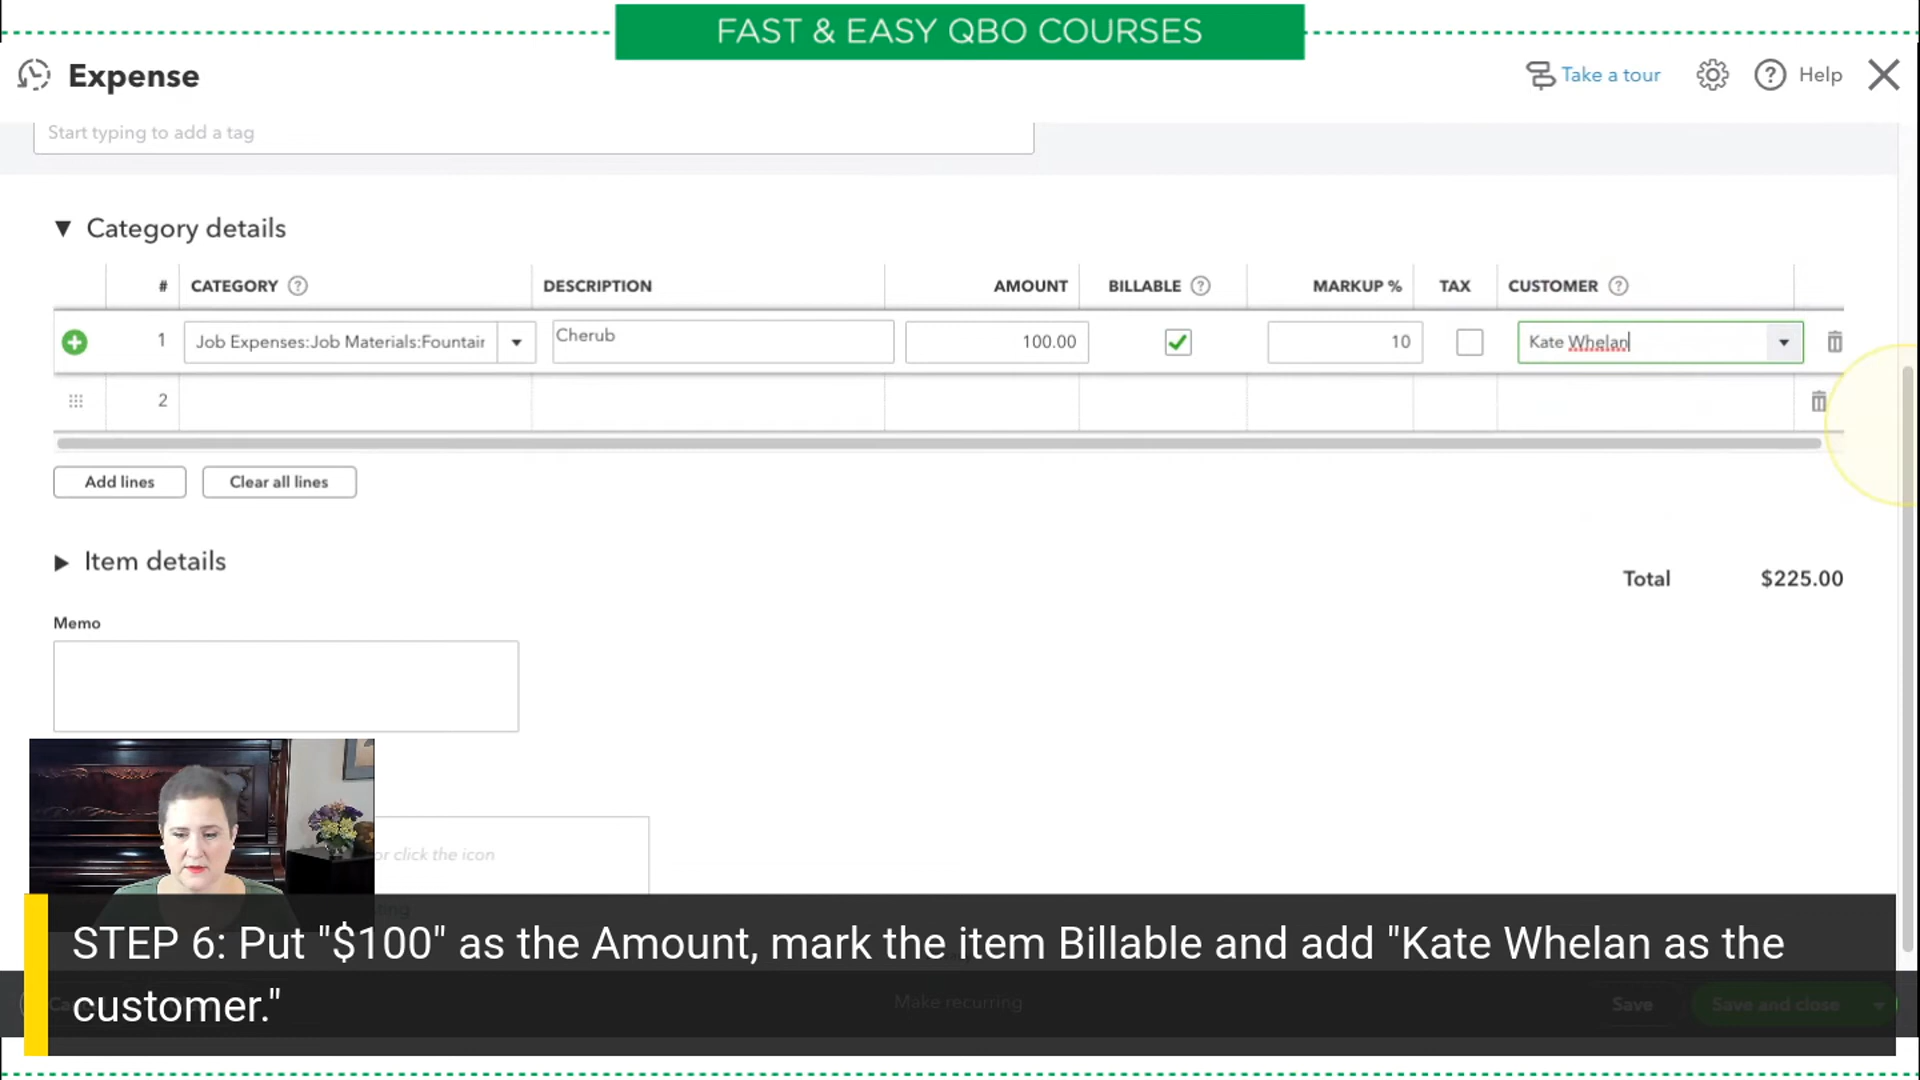 FAST & EASY QBO COURSES
Expense
Take a tour
Help
Start typing to add a tag
Category details
# CATEGORY DESCRIPTION AMOUNT BILLABLE MARKUP % TAX CUSTOMER
1 Job Expenses:Job Materials:Fountair Cherub 100.00 10 Kate Whelan
2
Add lines Clear all lines
Item details
Total $225.00
Memo
or click the icon
STEP 6: Put "$100" as the Amount, mark the item Billable and add "Kate Whelan as the
customer."
Make recurring
Save
Save and close